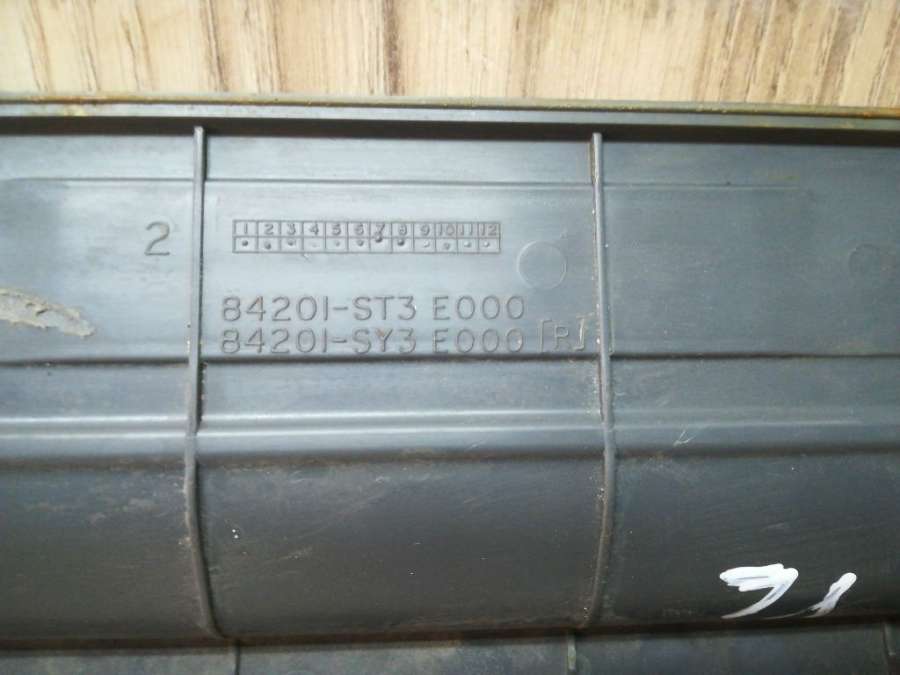 2
1 2 3 4 5 6 7 8 9 10 11 12
84201-ST3 E000
84201-SY3 E000 [R]